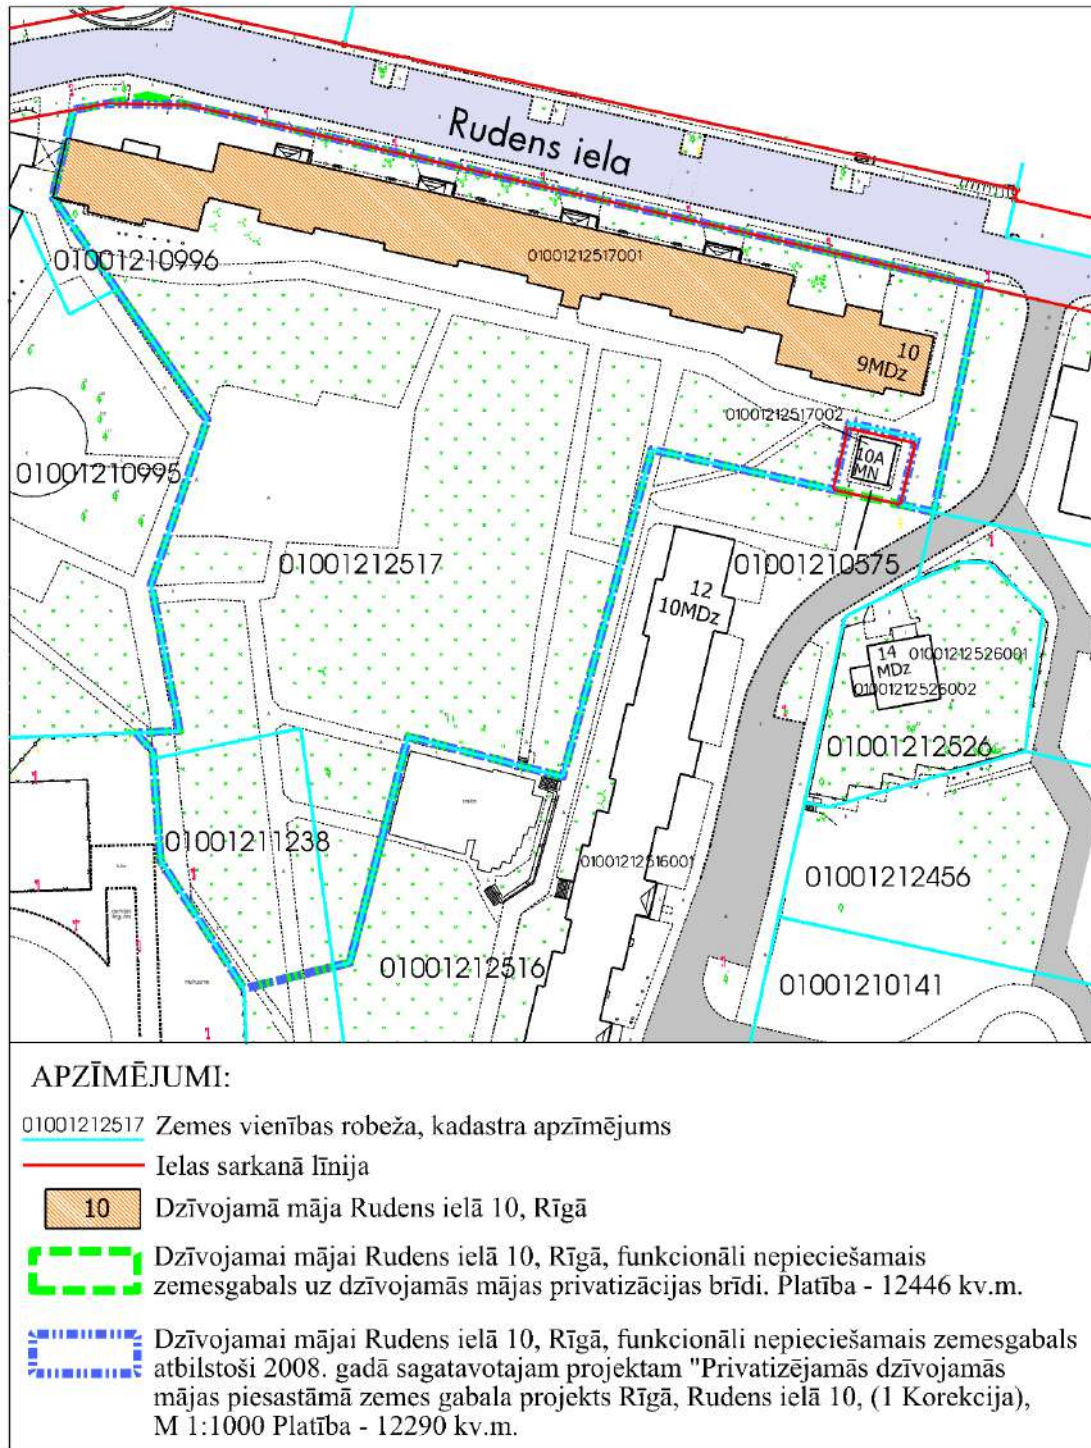 Rudens iela
01001210996
01001212517001
10
9MDz
01001212517002
01001210995
10A
MN
01001212517
01001210575
12
10MDz
14
MDz
01001212526001
01001212526002
01001212526
01001211238
01001212516001
01001212456
01001212516
01001210141
APZĪMĒJUMI:
01001212517 Zemes vienības robeža, kadastra apzīmējums
Ielas sarkanā līnija
10 Dzīvojamā māja Rudens ielā 10, Rīgā
Dzīvojamai mājai Rudens ielā 10, Rīgā, funkcionāli nepieciešamais
zemesgabals uz dzīvojamās mājas privatizācijas brīdi. Platība - 12446 kv.m.
Dzīvojamai mājai Rudens ielā 10, Rīgā, funkcionāli nepieciešamais zemesgabals
atbilstoši 2008. gadā sagatavotajam projektam "Privatizējamās dzīvojamās
mājas piesastāmā zemes gabala projekts Rīgā, Rudens ielā 10, (1 Korekcija),
M 1:1000 Platība - 12290 kv.m.